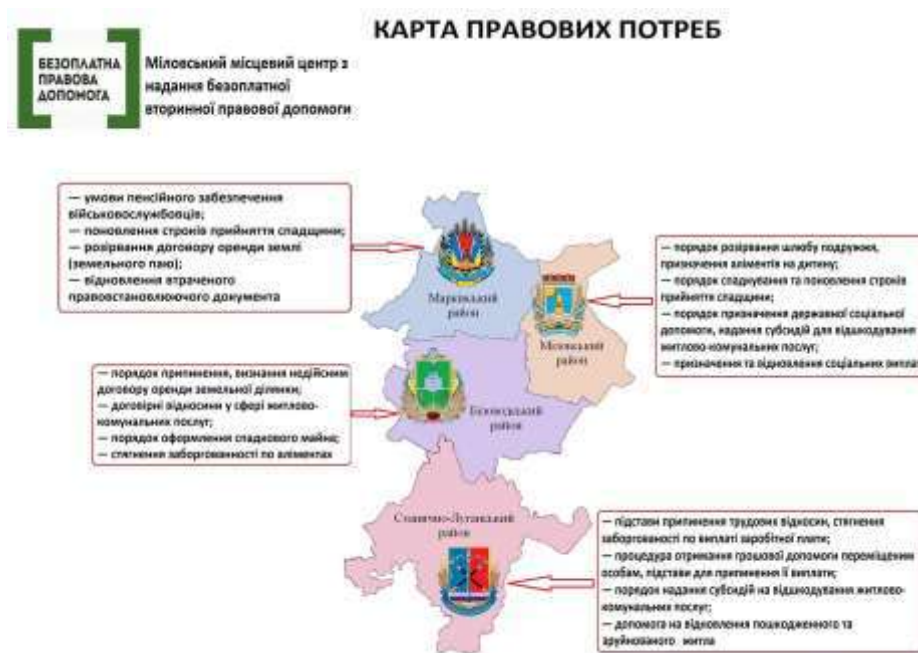 КАРТА ПРАВОВИХ ПОТРЕБ
БЕЗОПЛАТНА
ПРАВОВА
ДОПОМОГА
Міловський місцевий центр з
надання безоплатної
вторинної правової допомоги
— умови пенсійного забезпечення
військовослужбовців;
— поновлення строків прийняття спадщини;
— розірвання договору оренди землі
(земельного паю);
— відновлення втраченого
правовстановлюючого документа
Марківський
район
— порядок розірвання шлюбу подружжя,
призначення аліментів на дитину;
— порядок спадкування та поновлення строків
прийняття спадщини;
— порядок призначення державної соціальної
допомоги, надання субсидій для відшкодування
житлово-комунальних послуг;
— призначення та відновлення соціальних виплат
Міловський
район
— порядок припинення, визнання недійсним
договору оренди земельної ділянки;
— договірні відносини у сфері житлово-
комунальних послуг;
— порядок оформлення спадкового майна;
— стягнення заборгованості по аліментах
Біловодський
район
Станично-Луганський
район
— підстави припинення трудових відносин, стягнення
заборгованості по виплаті заробітної плати;
— процедура отримання грошової допомоги переміщеним
особам, підстави для припинення її виплати;
— порядок надання субсидій на відшкодування житлово-
комунальних послуг;
— допомога на відновлення пошкодженого та
зруйнованого житла